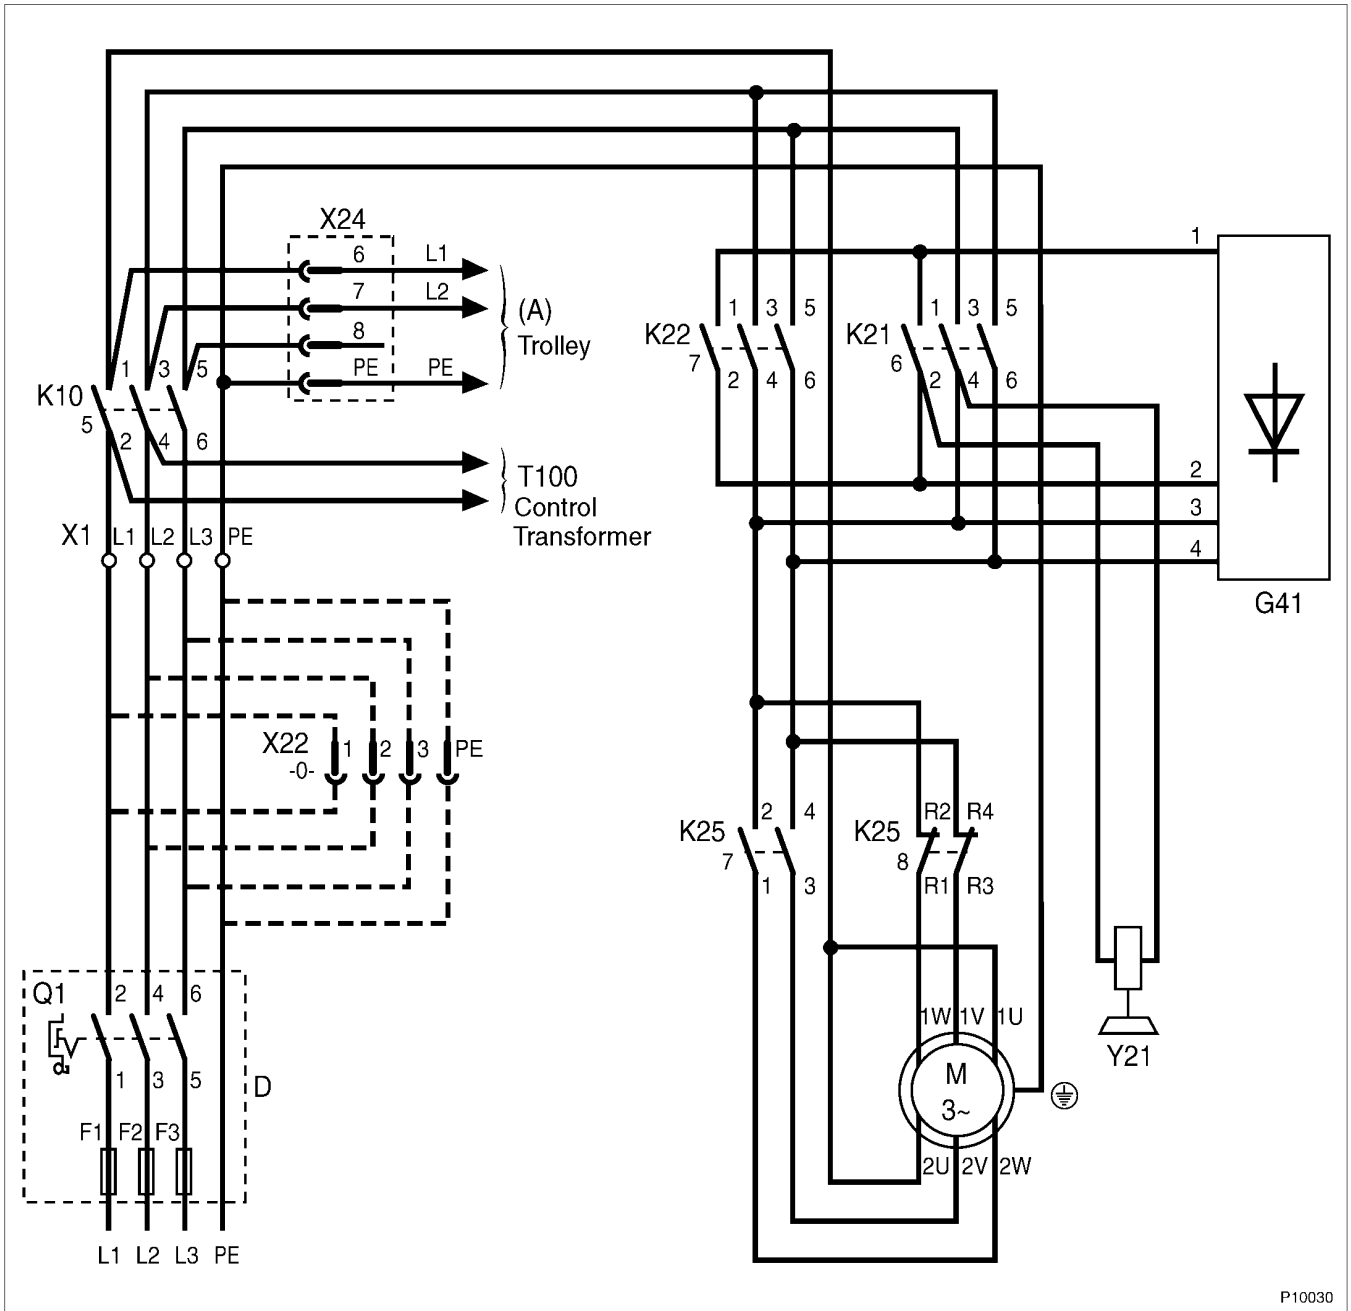 X24
6 L1
7 L2
8
PE PE
(A)
Trolley
1 3 5
K10
5
2 4 6
T100
Control
Transformer
X1 L1 L2 L3 PE
1
1 3 5
K22
7
2 4 6
1 3 5
K21
6
2 4 6
2
3
4
G41
X22
-0-
1 2 3 PE
2 4
K25
7
1 3
R2 R4
K25
8
R1 R3
Q1
2 4 6
1 3 5
D
F1 F2 F3
L1 L2 L3 PE
1W 1V 1U
M
3~
2U 2V 2W
Y21
P10030